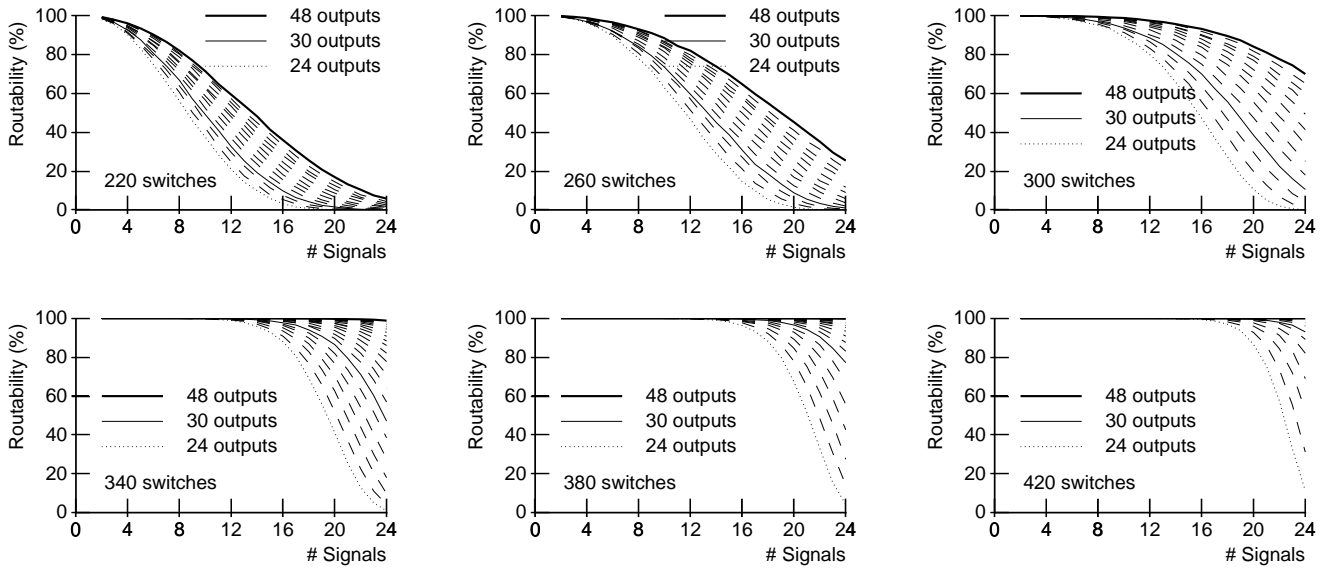 Routability (%)
100
80
60
40
20
0
48 outputs
30 outputs
24 outputs
220 switches
0 4 8 12 16 20 24
# Signals
Routability (%)
100
80
60
40
20
0
48 outputs
30 outputs
24 outputs
260 switches
0 4 8 12 16 20 24
# Signals
Routability (%)
100
80
60
40
20
0
48 outputs
30 outputs
24 outputs
300 switches
0 4 8 12 16 20 24
# Signals
Routability (%)
100
80
60
40
20
0
48 outputs
30 outputs
24 outputs
340 switches
0 4 8 12 16 20 24
# Signals
Routability (%)
100
80
60
40
20
0
48 outputs
30 outputs
24 outputs
380 switches
0 4 8 12 16 20 24
# Signals
Routability (%)
100
80
60
40
20
0
48 outputs
30 outputs
24 outputs
420 switches
0 4 8 12 16 20 24
# Signals